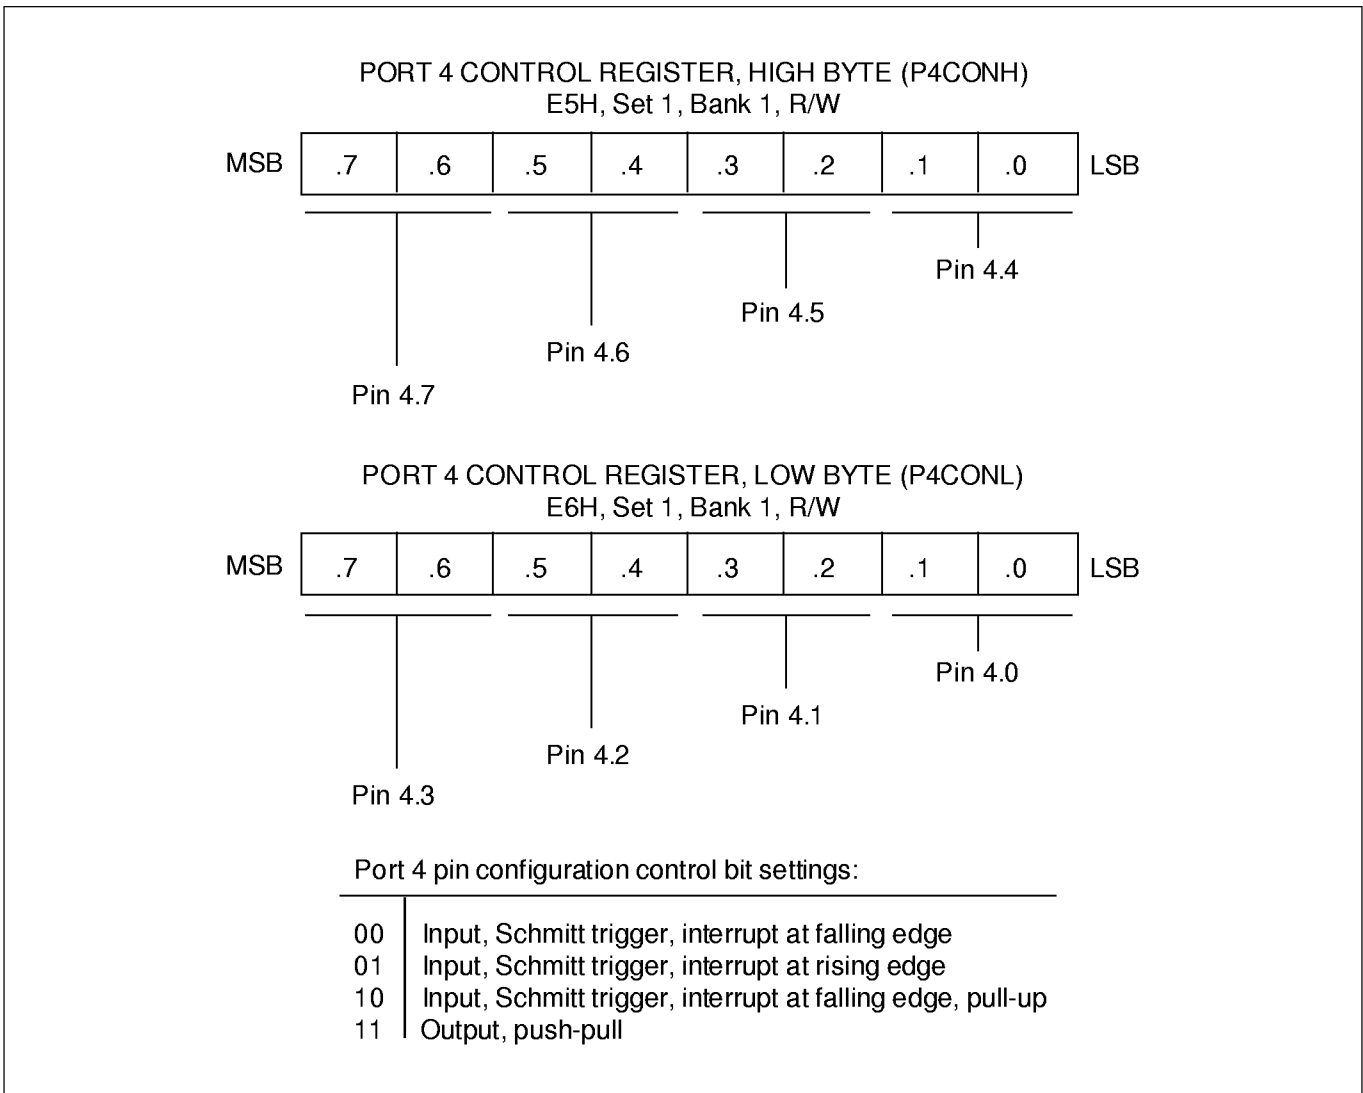 PORT 4 CONTROL REGISTER, HIGH BYTE (P4CONH)
E5H, Set 1, Bank 1, R/W
MSB .7 .6 .5 .4 .3 .2 .1 .0 LSB
Pin 4.4
Pin 4.5
Pin 4.6
Pin 4.7
PORT 4 CONTROL REGISTER, LOW BYTE (P4CONL)
E6H, Set 1, Bank 1, R/W
MSB .7 .6 .5 .4 .3 .2 .1 .0 LSB
Pin 4.0
Pin 4.1
Pin 4.2
Pin 4.3
Port 4 pin configuration control bit settings:
00 Input, Schmitt trigger, interrupt at falling edge
01 Input, Schmitt trigger, interrupt at rising edge
10 Input, Schmitt trigger, interrupt at falling edge, pull-up
11 Output, push-pull